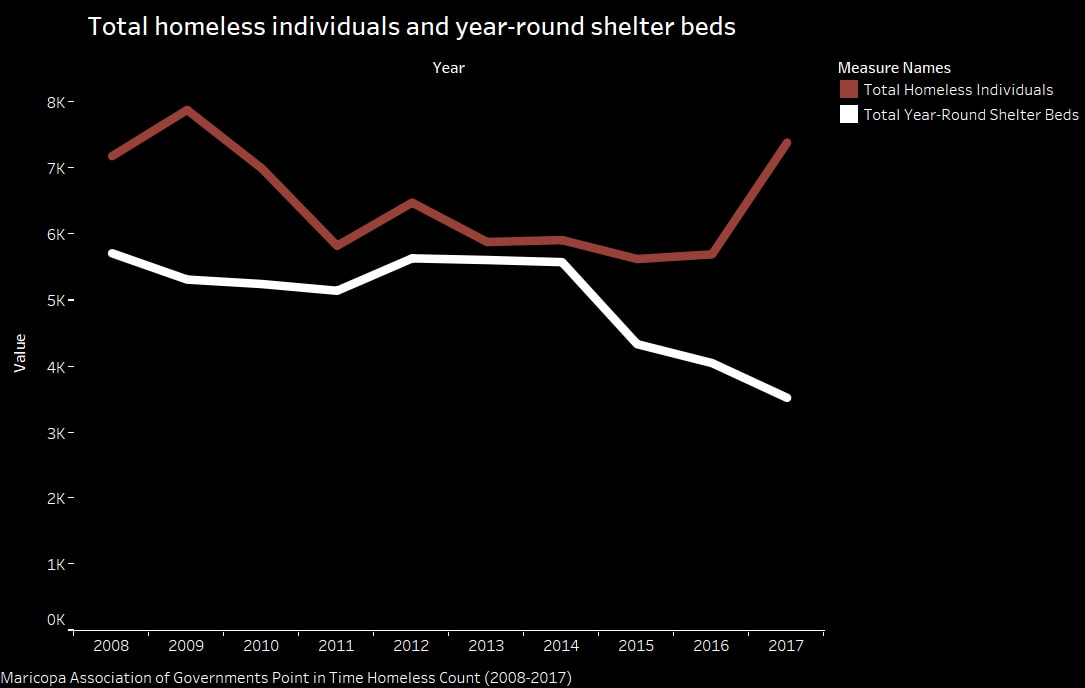 Total homeless individuals and year-round shelter beds
Year
Measure Names
Total Homeless Individuals
Total Year-Round Shelter Beds
8K
7K
6K
5K
4K
3K
2K
1K
0K
Value
2008 2009 2010 2011 2012 2013 2014 2015 2016 2017
Maricopa Association of Governments Point in Time Homeless Count (2008-2017)